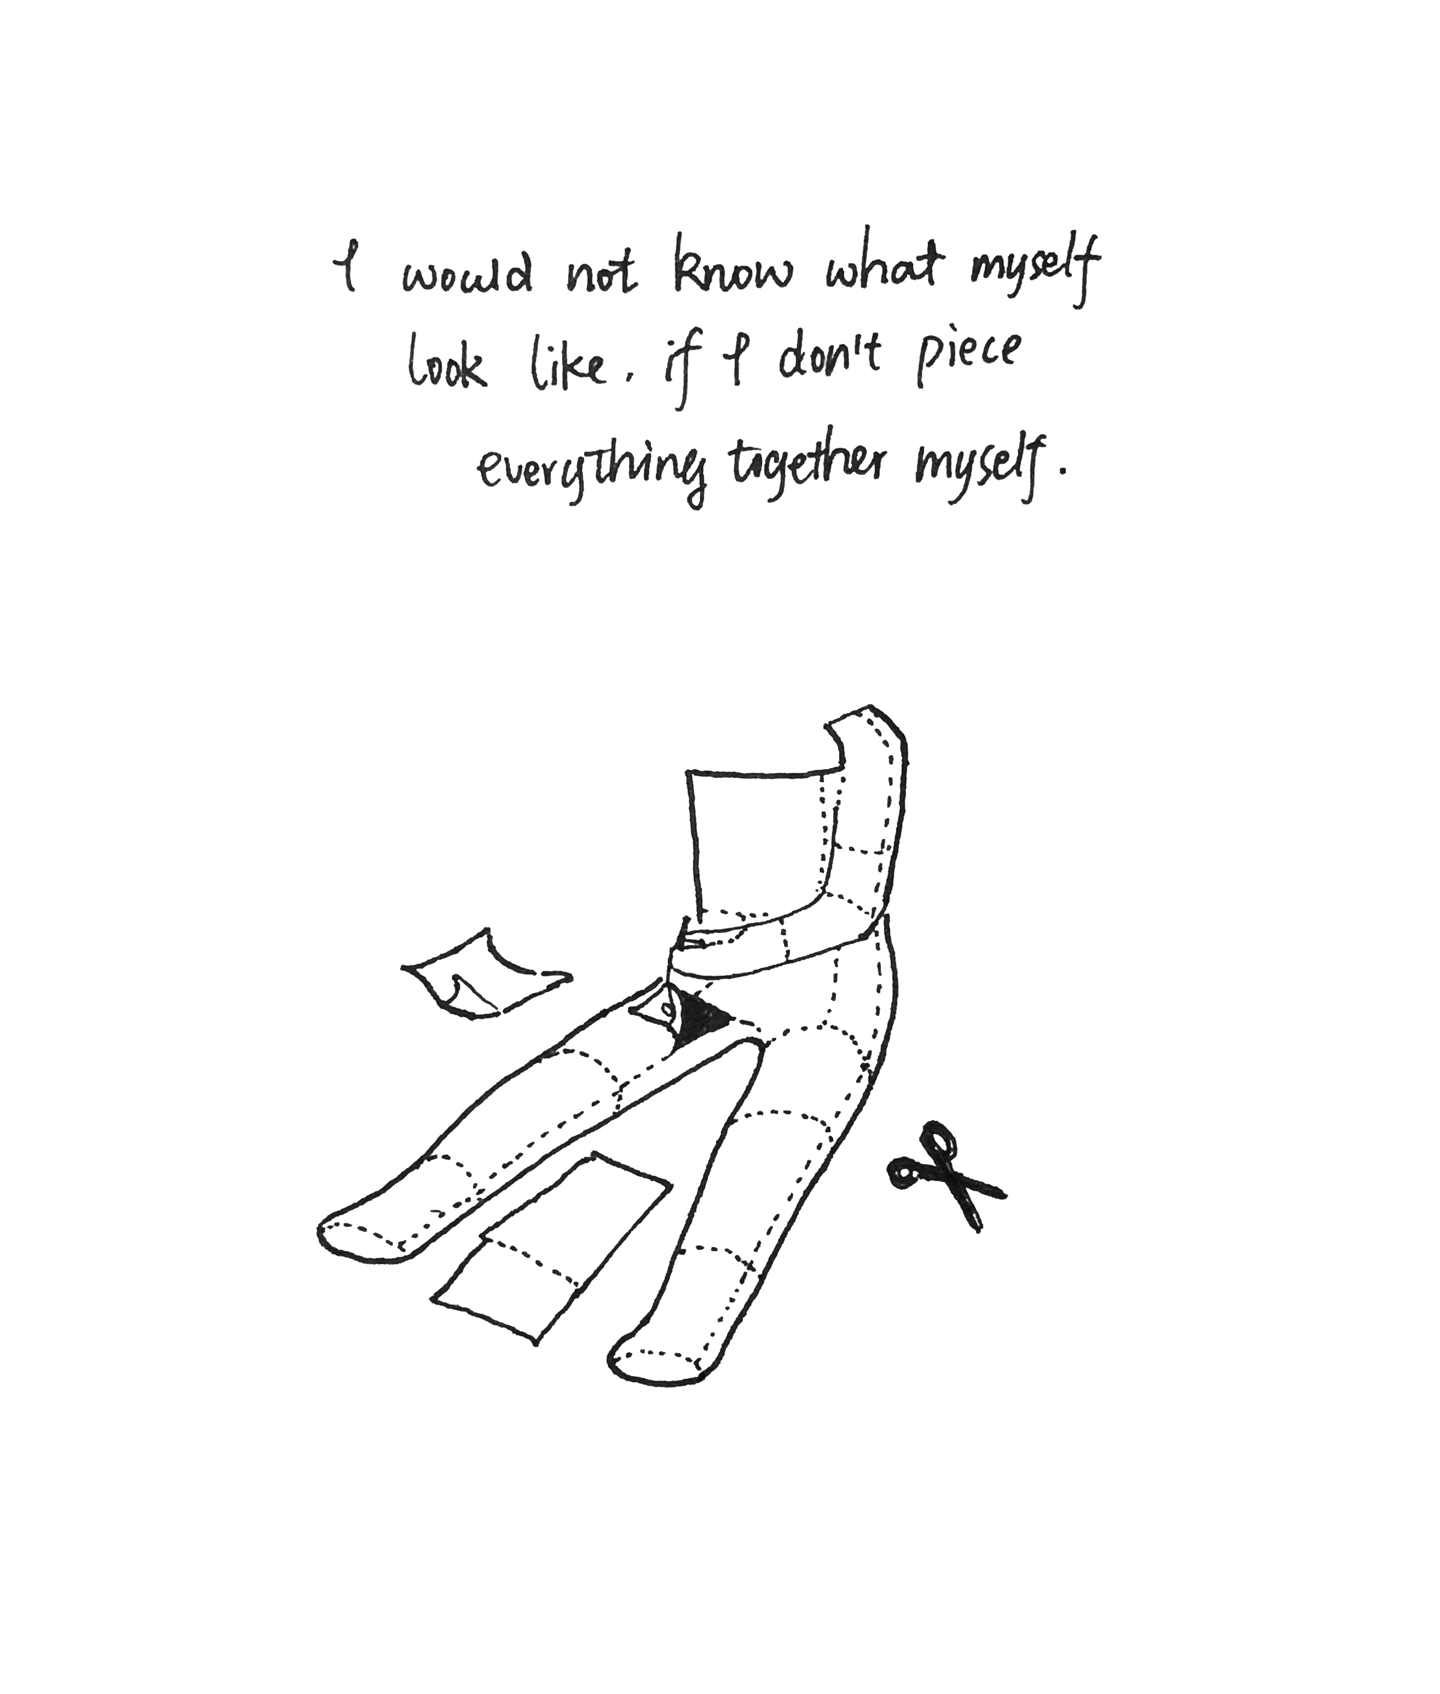 I would not know what myself
look like. if I don't piece
everything together myself.